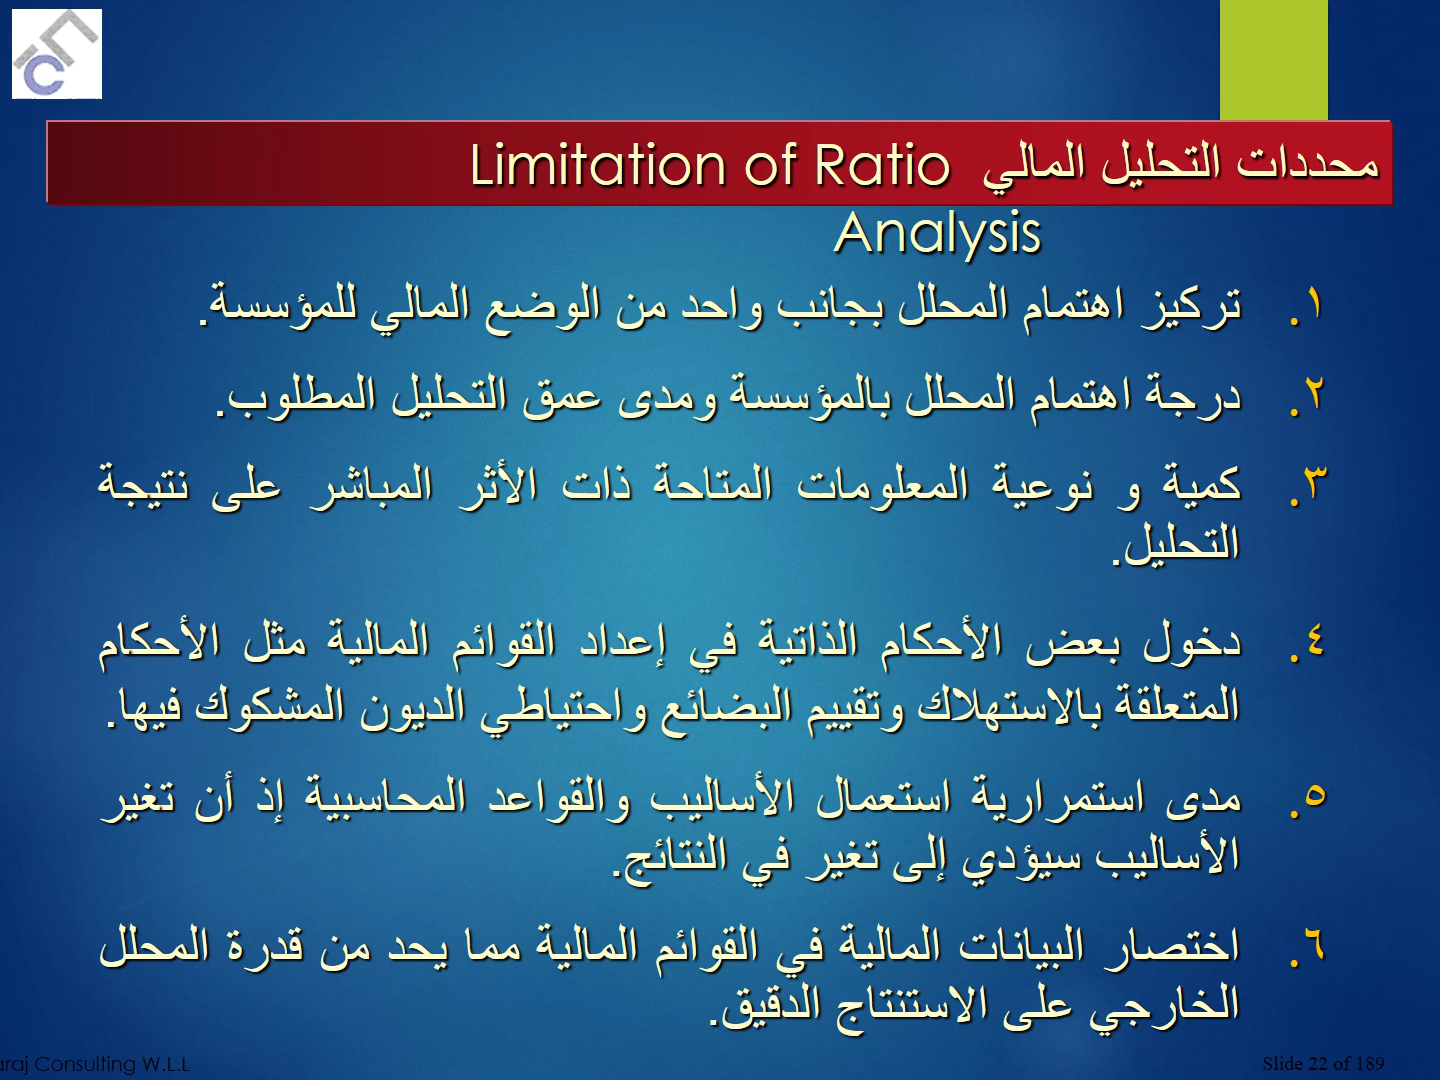 محددات التحليل المالي Limitation of Ratio
Analysis
١. تركيز اهتمام المحلل بجانب واحد من الوضع المالي للمؤسسة.
٢. درجة اهتمام المحلل بالمؤسسة ومدى عمق التحليل المطلوب.
٣. كمية و نوعية المعلومات المتاحة ذات الأثر المباشر على نتيجة
التحليل.
٤. دخول بعض الأحكام الذاتية في إعداد القوائم المالية مثل الأحكام
المتعلقة بالاستهلاك وتقييم البضائع واحتياطي الديون المشكوك فيها.
٥. مدى استمرارية استعمال الأساليب والقواعد المحاسبية إذ أن تغير
الأساليب سيؤدي إلى تغير في النتائج.
٦. اختصار البيانات المالية في القوائم المالية مما يحد من قدرة المحلل
الخارجي على الاستنتاج الدقيق.
Consulting W.L.L
Slide 22 of 189